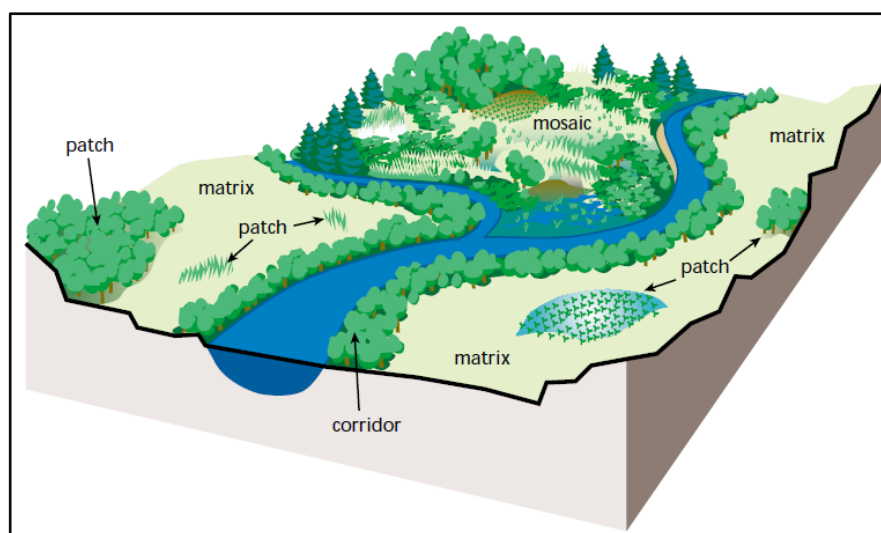 mosaic
matrix
patch
matrix
patch
patch
matrix
corridor